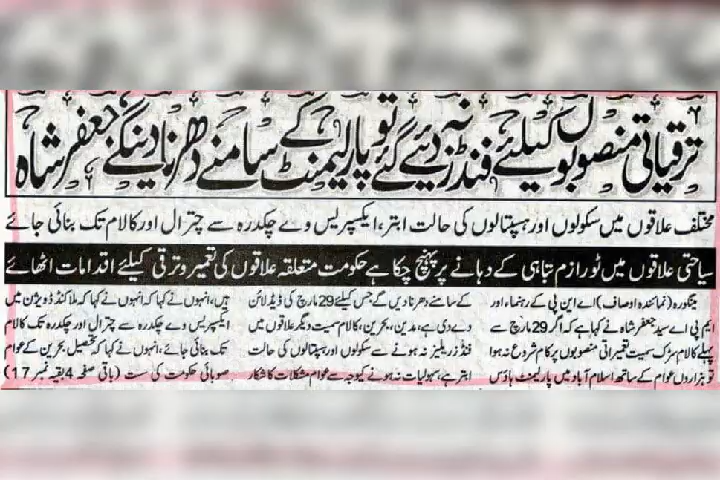 ترقیاتی منصوبوں کیلئے فنڈز نہ دیئے گئے تو پارلیمنٹ کے سامنے دھرنا دینگے جعفر شاہ
مختلف علاقوں میں سکولوں اور ہسپتالوں کی حالت ابتر، ایکسپریس وے چکدرہ سے چترال اور کالام تک بنائی جائے
سیاحتی علاقوں میں ٹورازم تباہی کے دہانے پر پہنچ چکا ہے حکومت متعلقہ علاقوں کی تعمیر و ترقی کیلئے اقدامات اٹھائے
مینگورہ (نمائندہ اوصاف) اے این پی کے رہنماء اور
ایم پی اے سید جعفر شاہ نے کہا ہے کہ اگر 29 مارچ سے
پہلے کالام سڑک سمیت تعمیراتی منصوبوں پر کام شروع نہ ہوا
تو ہزاروں عوام کے ساتھ اسلام آباد میں پارلیمنٹ ہاؤس
کے سامنے دھرنا دیں گے جس کیلئے 29 مارچ کی ڈیڈ لائن
دے دی ہے، مدین، بحرین، کالام سمیت دیگر علاقوں میں
فنڈز ریلیز نہ ہونے سے سکولوں اور ہسپتالوں کی حالت
ابتر ہے، سہولیات نہ ہونے کیوجہ سے عوام مشکلات کا شکار
ہیں، انہوں نے کہا کہ انہوں نے کہا کہ ملاکنڈ ڈویژن میں
ایکسپریس وے چکدرہ سے چترال اور چکدرہ تک کالام
تک بنائی جائے، انہوں نے کہا کہ تحصیل بحرین کے عوام
صوبائی حکومت کی ست (باقی صفحہ 4 بقیہ نمبر 17)